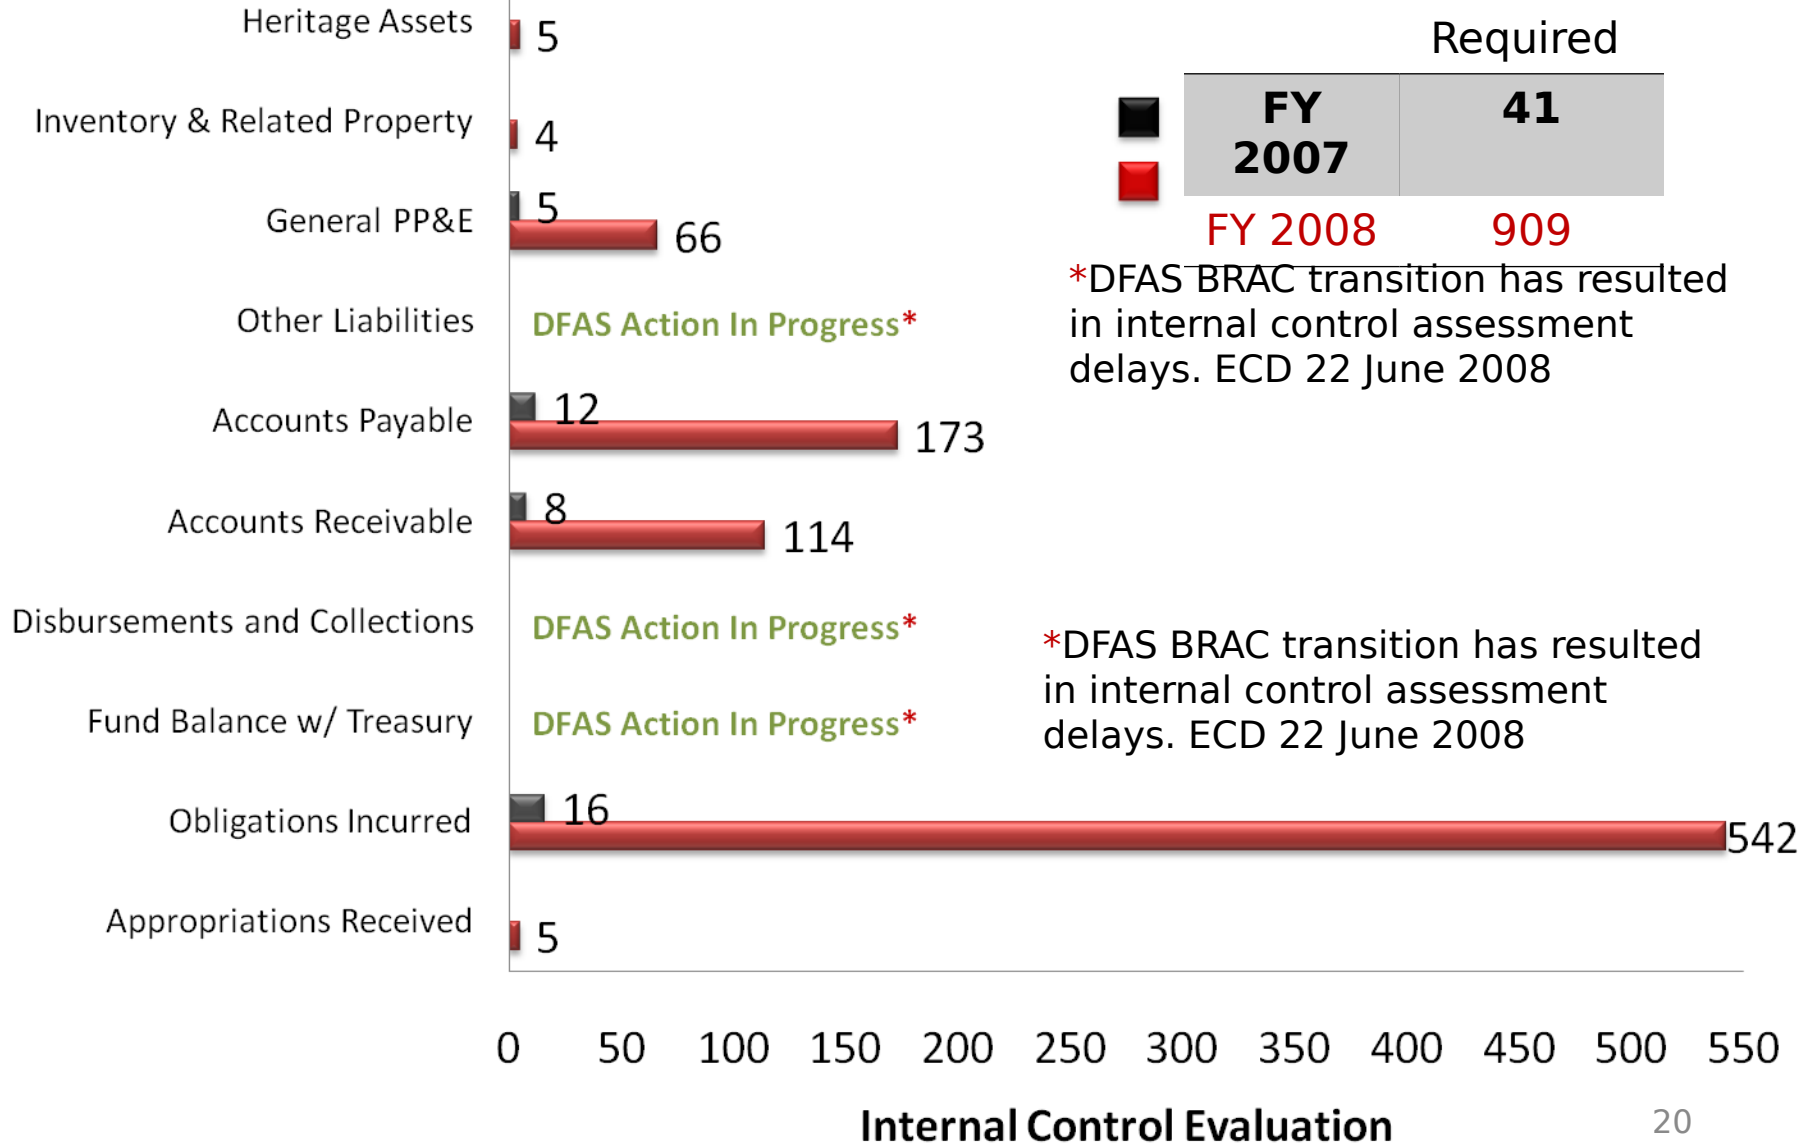 Heritage Assets
5
Required
Inventory & Related Property
4
FY
2007
41
General PP&E
5
66
FY 2008
909
*DFAS BRAC transition has resulted
in internal control assessment
delays. ECD 22 June 2008
Other Liabilities
DFAS Action In Progress*
Accounts Payable
12
173
Accounts Receivable
8
114
Disbursements and Collections
DFAS Action In Progress*
*DFAS BRAC transition has resulted
in internal control assessment
delays. ECD 22 June 2008
Fund Balance w/ Treasury
DFAS Action In Progress*
Obligations Incurred
16
542
Appropriations Received
5
0 50 100 150 200 250 300 350 400 450 500 550
Internal Control Evaluation
20